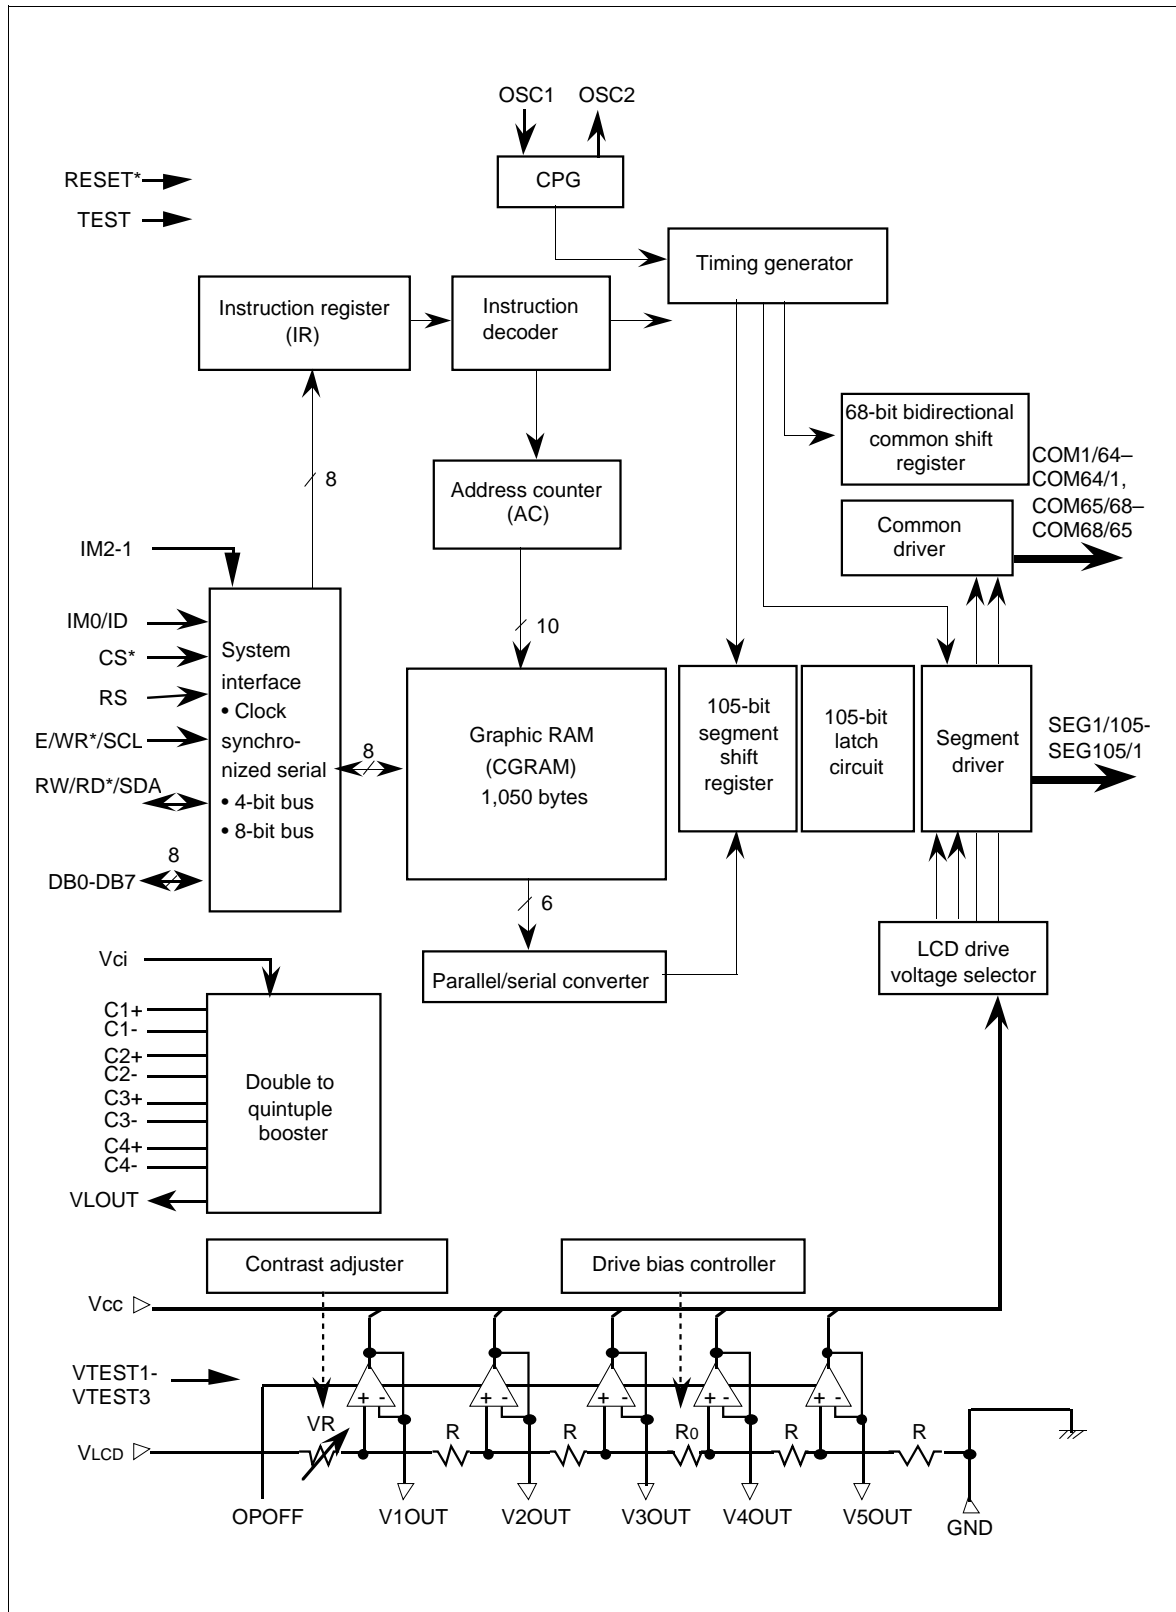 OSC1 OSC2
CPG
RESET*
TEST
Timing generator
Instruction register
(IR)
Instruction
decoder
68-bit bidirectional
common shift
register
COM1/64–
COM64/1,
COM65/68–
COM68/65
8
Address counter
(AC)
Common
driver
IM2-1
10
IM0/ID
CS*
RS
E/WR*/SCL
RW/RD*/SDA
8
DB0-DB7
System
interface
• Clock
synchro-
nized serial
• 4-bit bus
• 8-bit bus
8
Graphic RAM
(CGRAM)
1,050 bytes
105-bit
segment
shift
register
105-bit
latch
circuit
Segment
driver
SEG1/105-
SEG105/1
6
Parallel/serial converter
LCD drive
voltage selector
Vci
C1+
C1-
C2+
C2-
C3+
C3-
C4+
C4-
VLOUT
Double to
quintuple
booster
Contrast adjuster
Drive bias controller
Vcc
VTEST1-
VTEST3
+ - + - + - + - + -
VR R R R0 R R
VLCD
OPOFF V1OUT V2OUT V3OUT V4OUT V5OUT GND